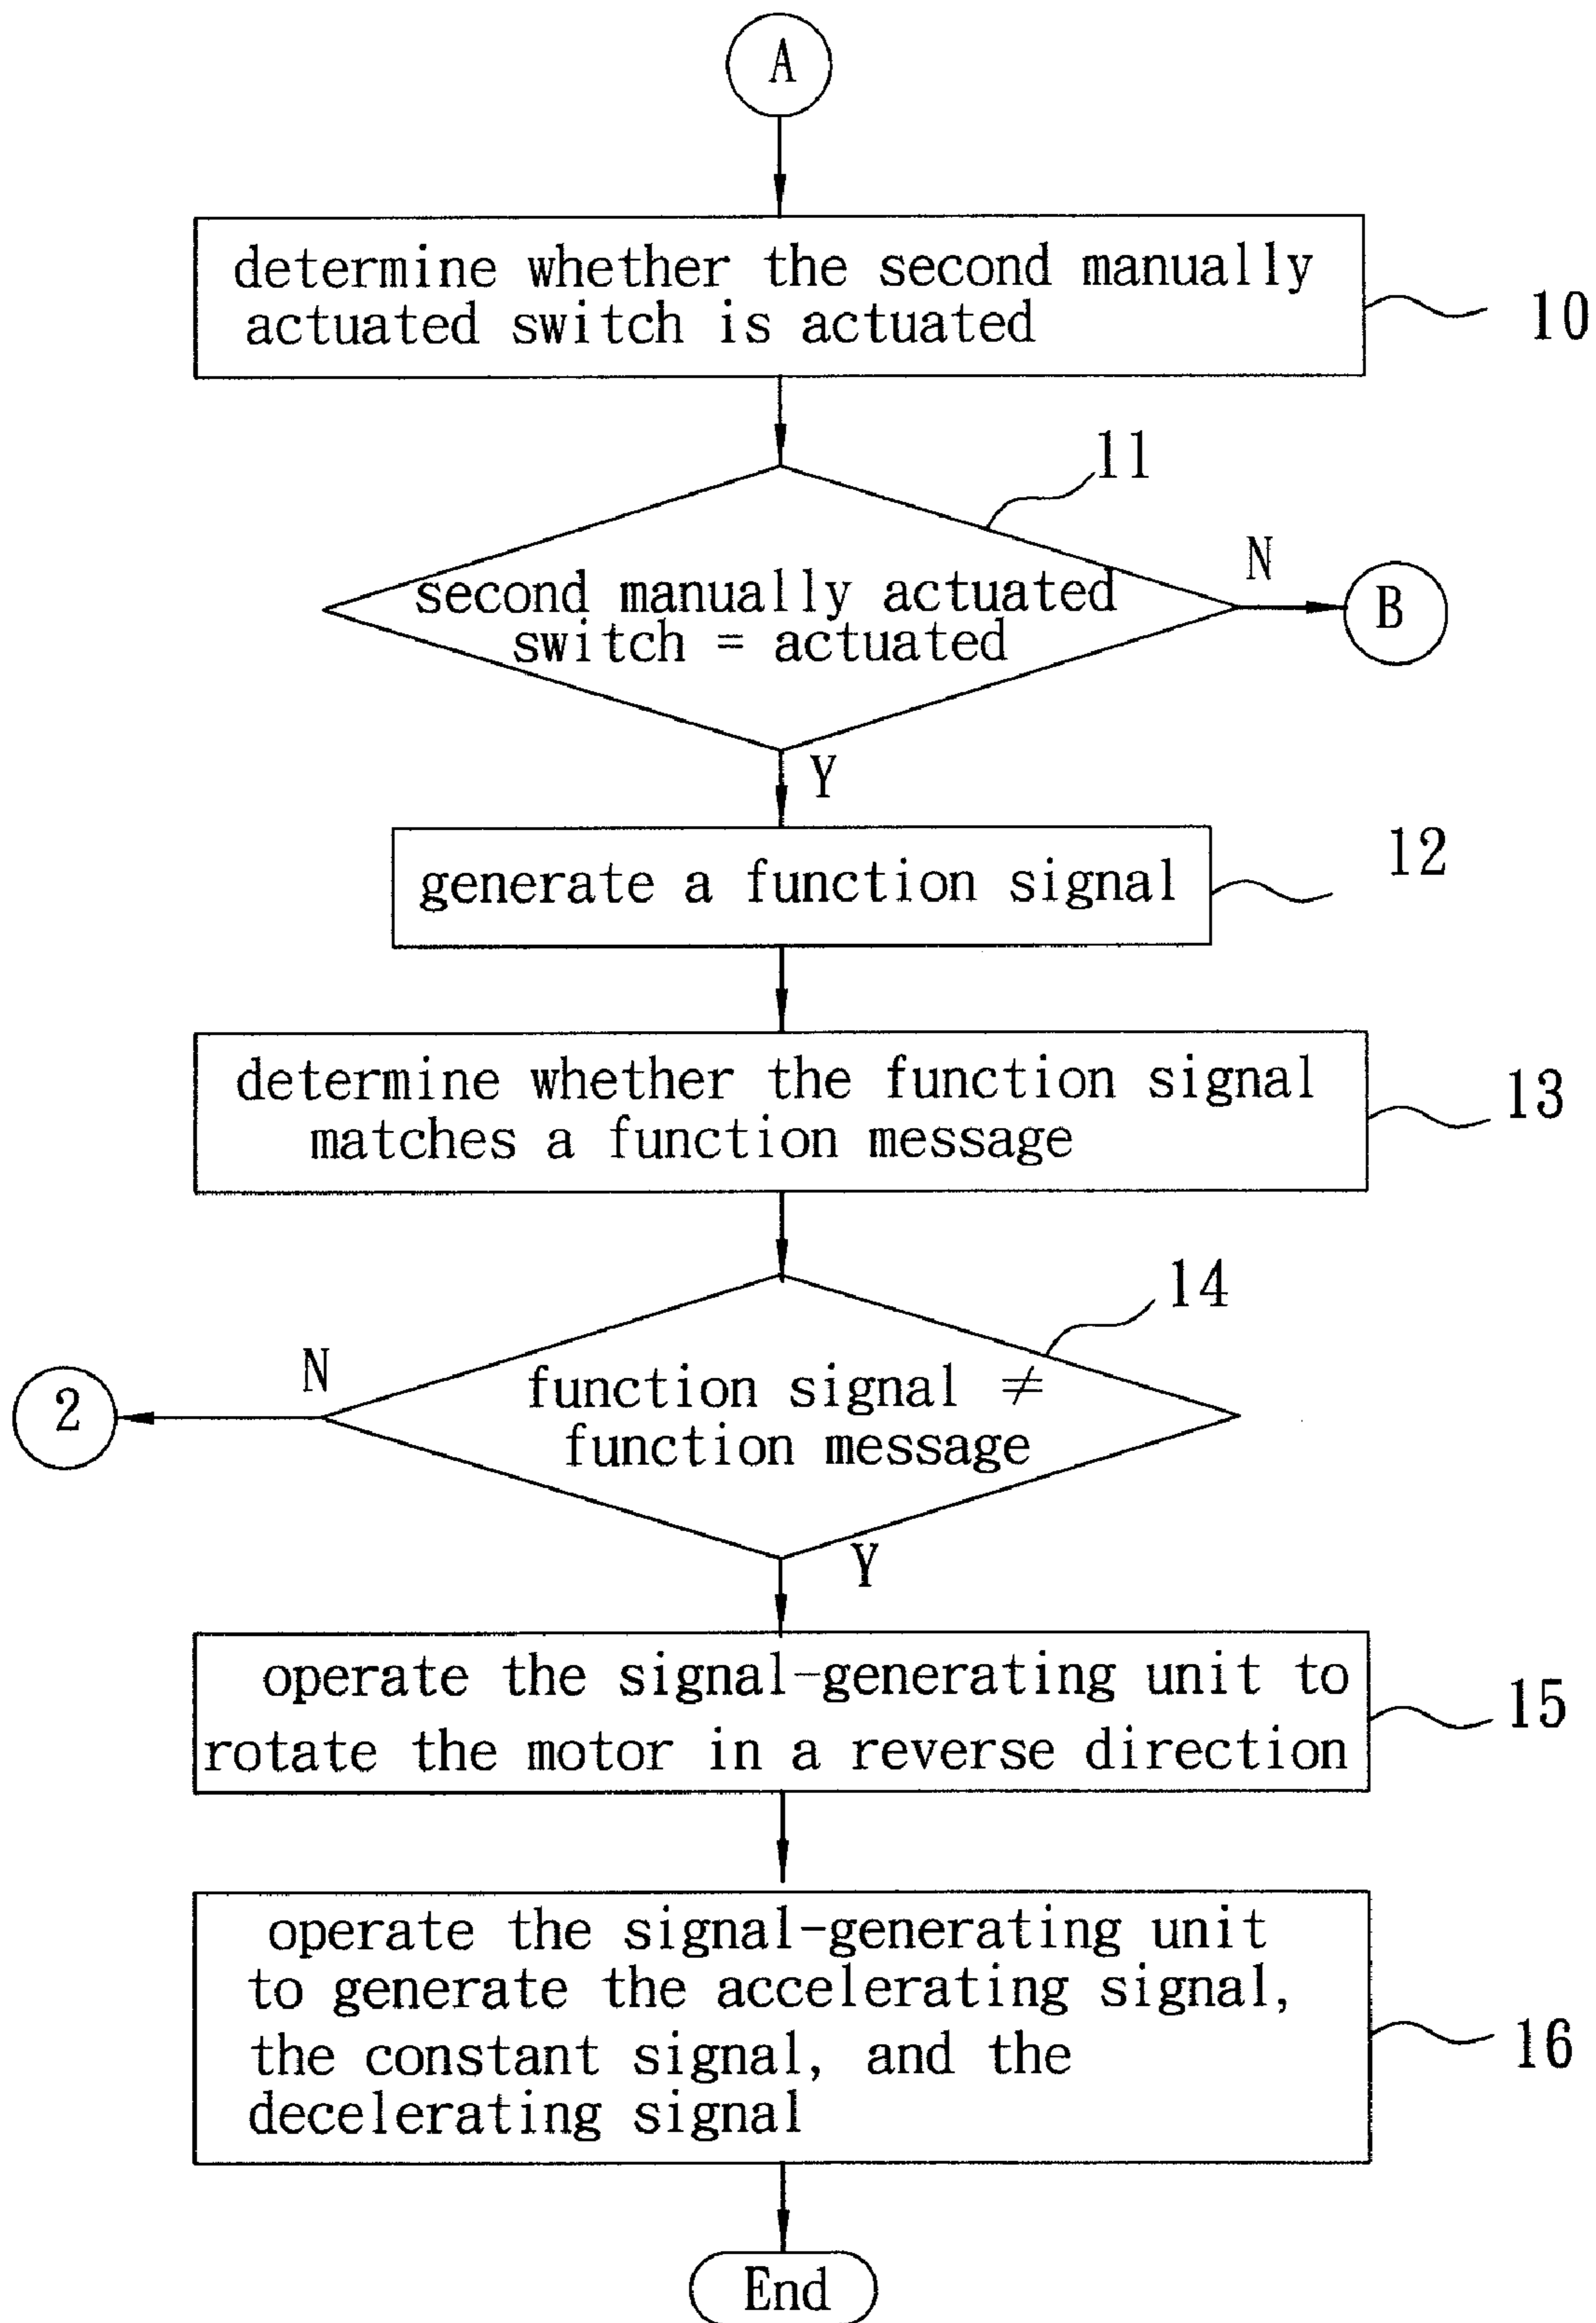 A
determine whether the second manually
actuated switch is actuated
10
11
second manually actuated
switch = actuated
N
B
Y
generate a function signal
12
determine whether the function signal
matches a function message
13
14
function signal ≠
function message
N
2
Y
operate the signal-generating unit to
rotate the motor in a reverse direction
15
operate the signal-generating unit
to generate the accelerating signal,
the constant signal, and the
decelerating signal
16
End